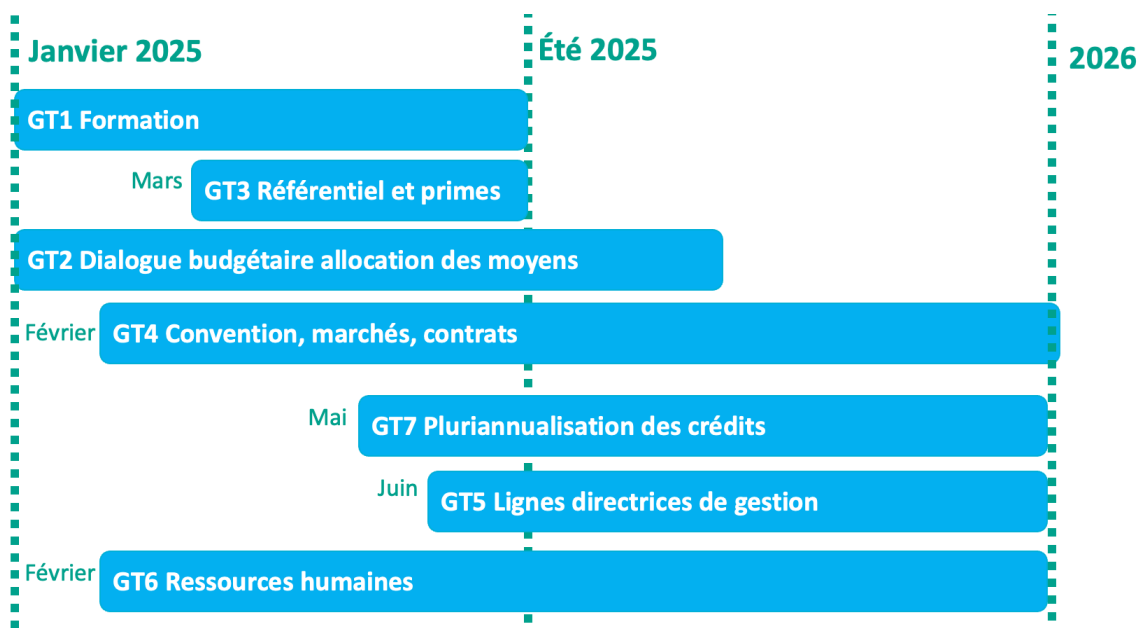 Janvier 2025
Été 2025
2026
GT1 Formation
Mars
GT3 Référentiel et primes
GT2 Dialogue budgétaire allocation des moyens
Février
GT4 Convention, marchés, contrats
Mai
GT7 Pluriannualisation des crédits
Juin
GT5 Lignes directrices de gestion
Février
GT6 Ressources humaines